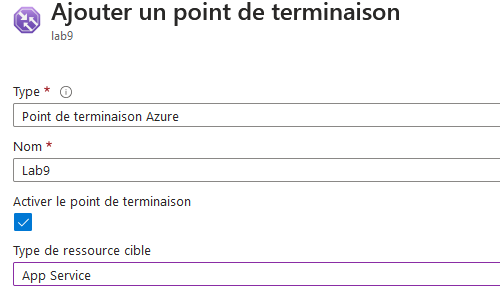 Ajouter un point de terminaison
lab9
Type *
Point de terminaison Azure
Nom *
Lab9
Activer le point de terminaison
Type de ressource cible
App Service